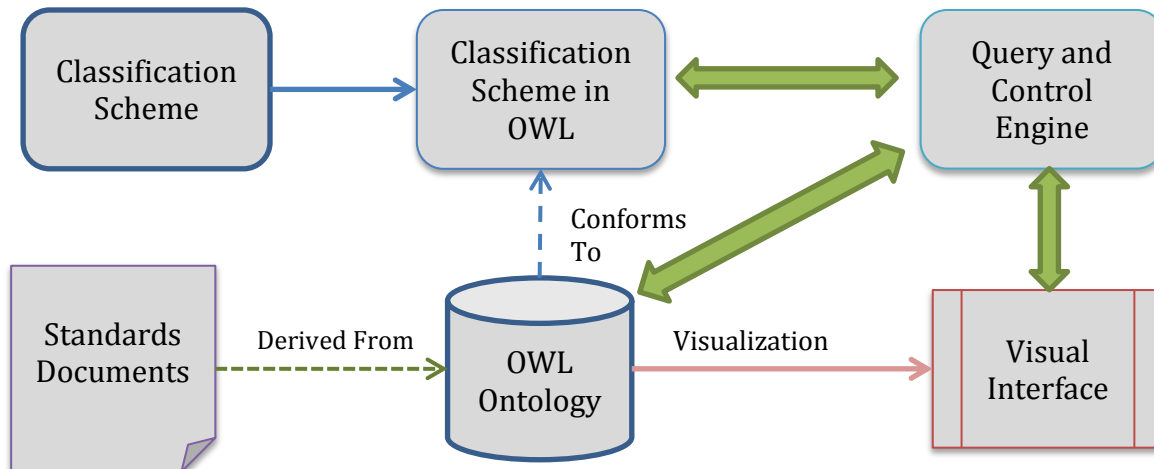 Classification
Scheme
Classification
Scheme in
OWL
Query and
Control
Engine
Conforms
To
Standards
Documents
Derived From
OWL
Ontology
Visualization
Visual
Interface